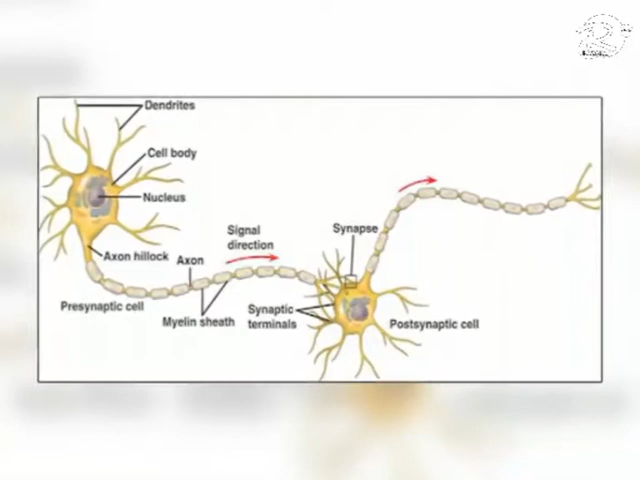 Dendrites
Cell body
Nucleus
Axon hillock
Axon
Signal
direction
Synapse
Presynaptic cell
Myelin sheath
Synaptic
terminals
Postsynaptic cell